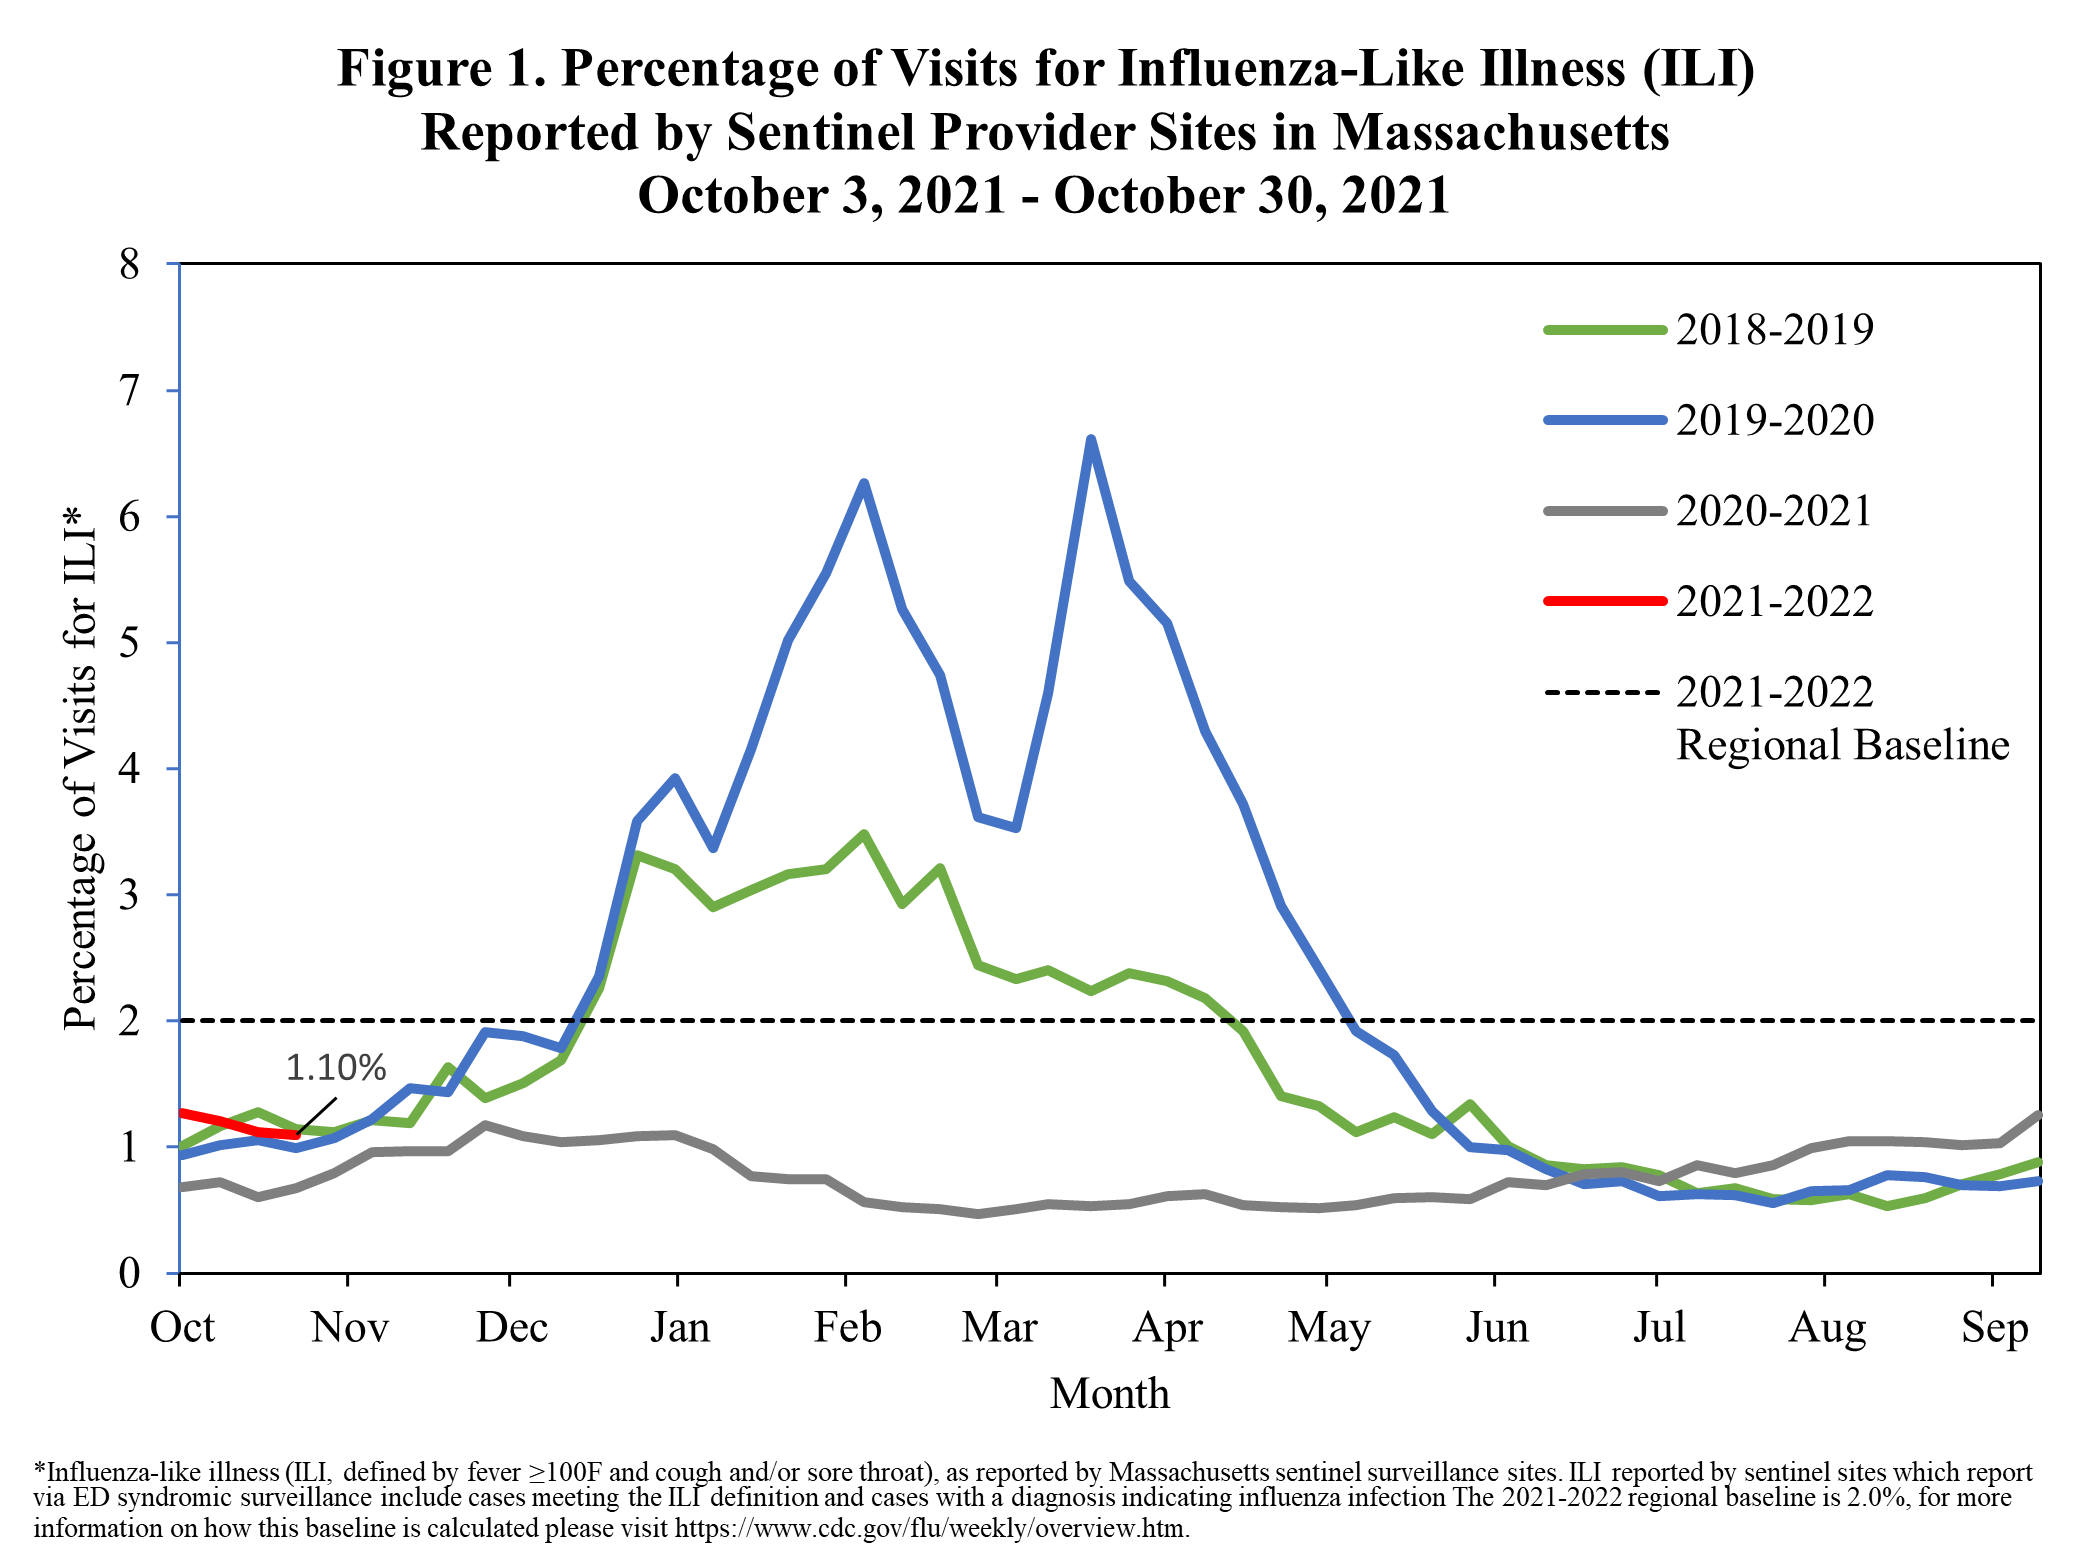 Figure 1. Percentage of Visits for Influenza-Like Illness (ILI)
Reported by Sentinel Provider Sites in Massachusetts
October 3, 2021 - October 30, 2021
8
7
6
5
4
3
2
1
0
Percentage of Visits for ILI*
2018-2019
2019-2020
2020-2021
2021-2022
2021-2022
Regional Baseline
1.10%
Oct Nov Dec Jan Feb Mar Apr May Jun Jul Aug Sep
Month
*Influenza-like illness (ILI, defined by fever ≥100F and cough and/or sore throat), as reported by Massachusetts sentinel surveillance sites. ILI reported by sentinel sites which report
via ED syndromic surveillance include cases meeting the ILI definition and cases with a diagnosis indicating influenza infection The 2021-2022 regional baseline is 2.0%, for more
information on how this baseline is calculated please visit https://www.cdc.gov/flu/weekly/overview.htm.